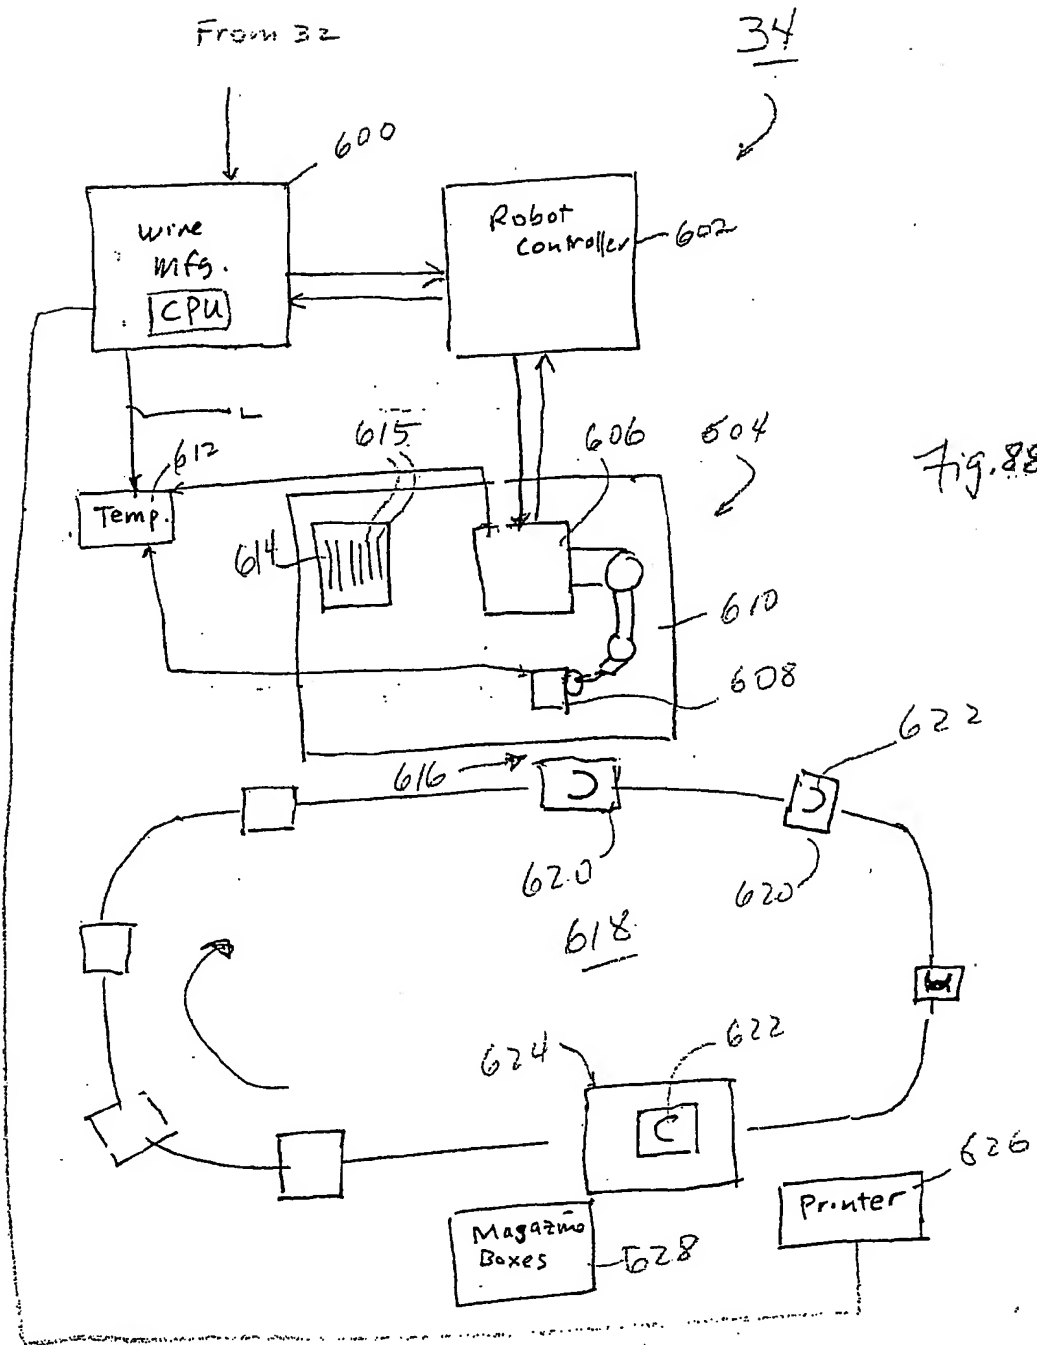 From 32
34
600
Wire
Mfg.
CPU
Robot
Controller
602
L
612
615
606
604
Fig. 88
Temp.
614
610
608
616
622
620
620
618
624
622
626
Printer
Magazine
Boxes
628